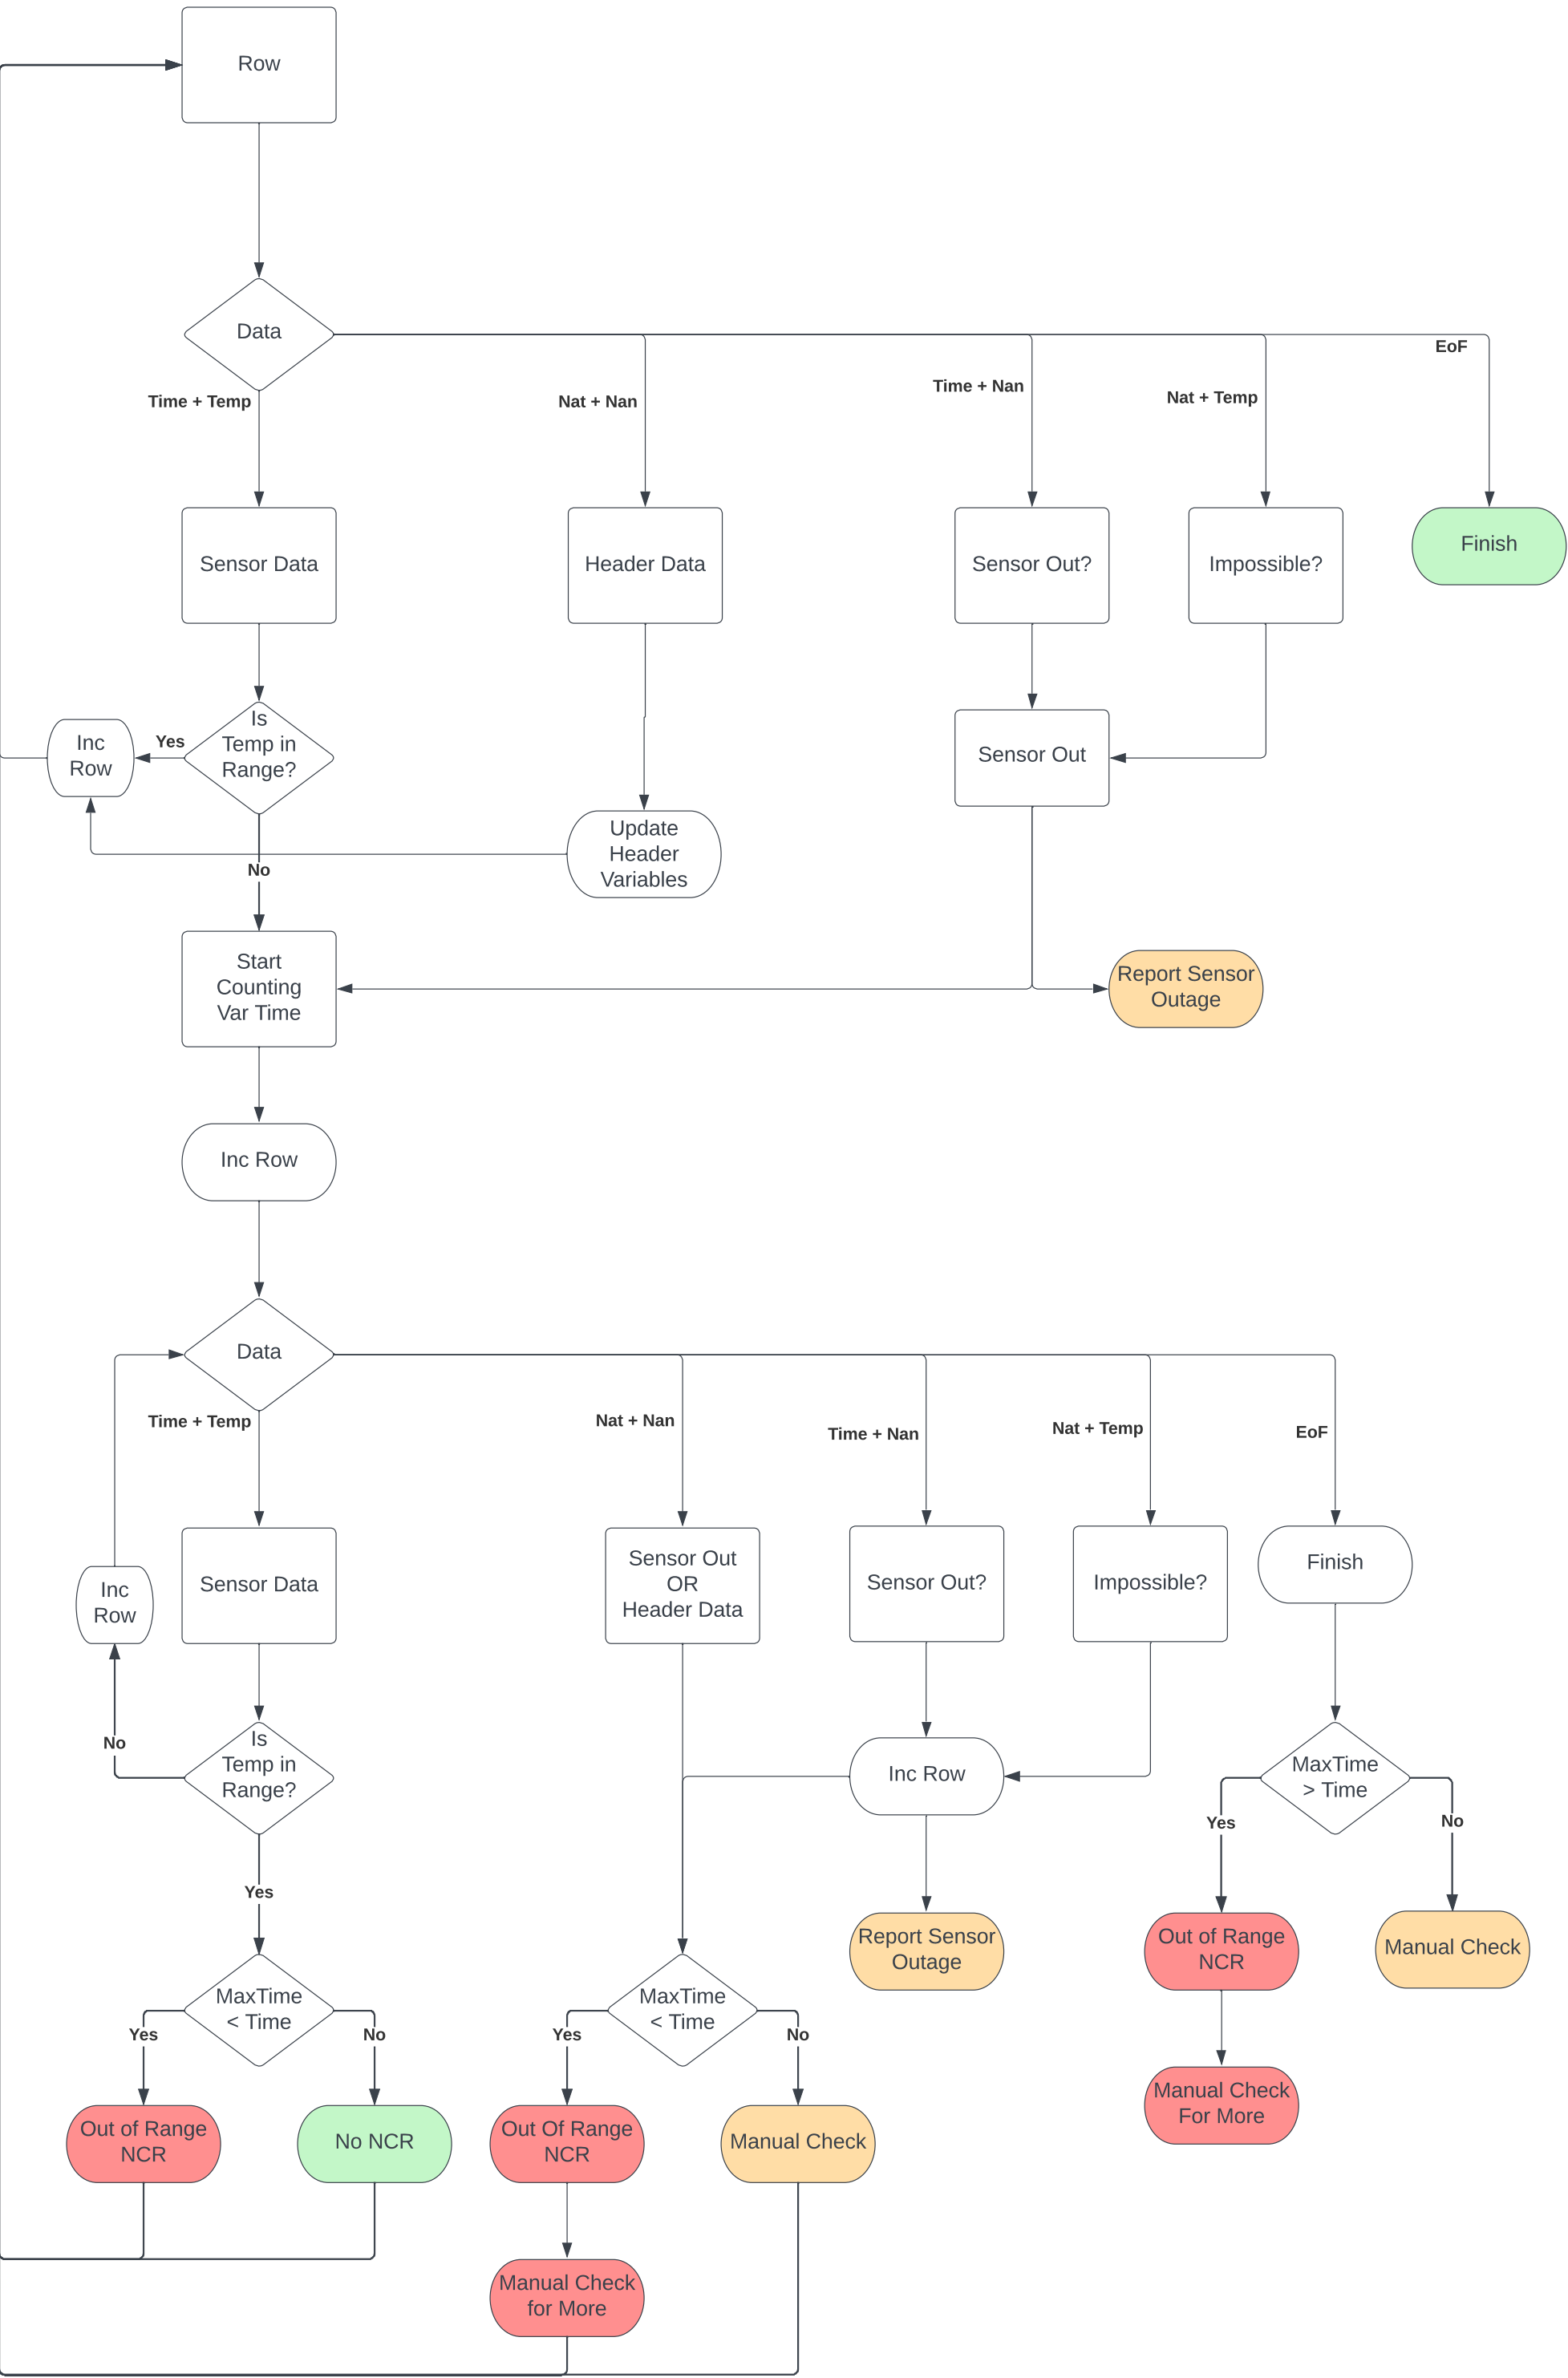 Row
Data
EoF
Time + Nan
Nat + Temp
Time + Temp
Nat + Nan
Finish
Sensor Data
Header Data
Sensor Out?
Impossible?
Is
Temp in
Range?
Yes
Inc
Row
Sensor Out
Update
Header
Variables
No
Start
Counting
Var Time
Report Sensor
Outage
Inc Row
Data
Time + Temp
Nat + Nan
Time + Nan
Nat + Temp
EoF
Inc
Row
Sensor Data
Sensor Out
OR
Header Data
Sensor Out?
Impossible?
Finish
No
Is
Temp in
Range?
Inc Row
MaxTime
> Time
Yes
No
Yes
Report Sensor
Outage
Out of Range
NCR
Manual Check
MaxTime
< Time
Yes
No
MaxTime
< Time
Yes
No
Manual Check
For More
Out of Range
NCR
No NCR
Out Of Range
NCR
Manual Check
Manual Check
for More